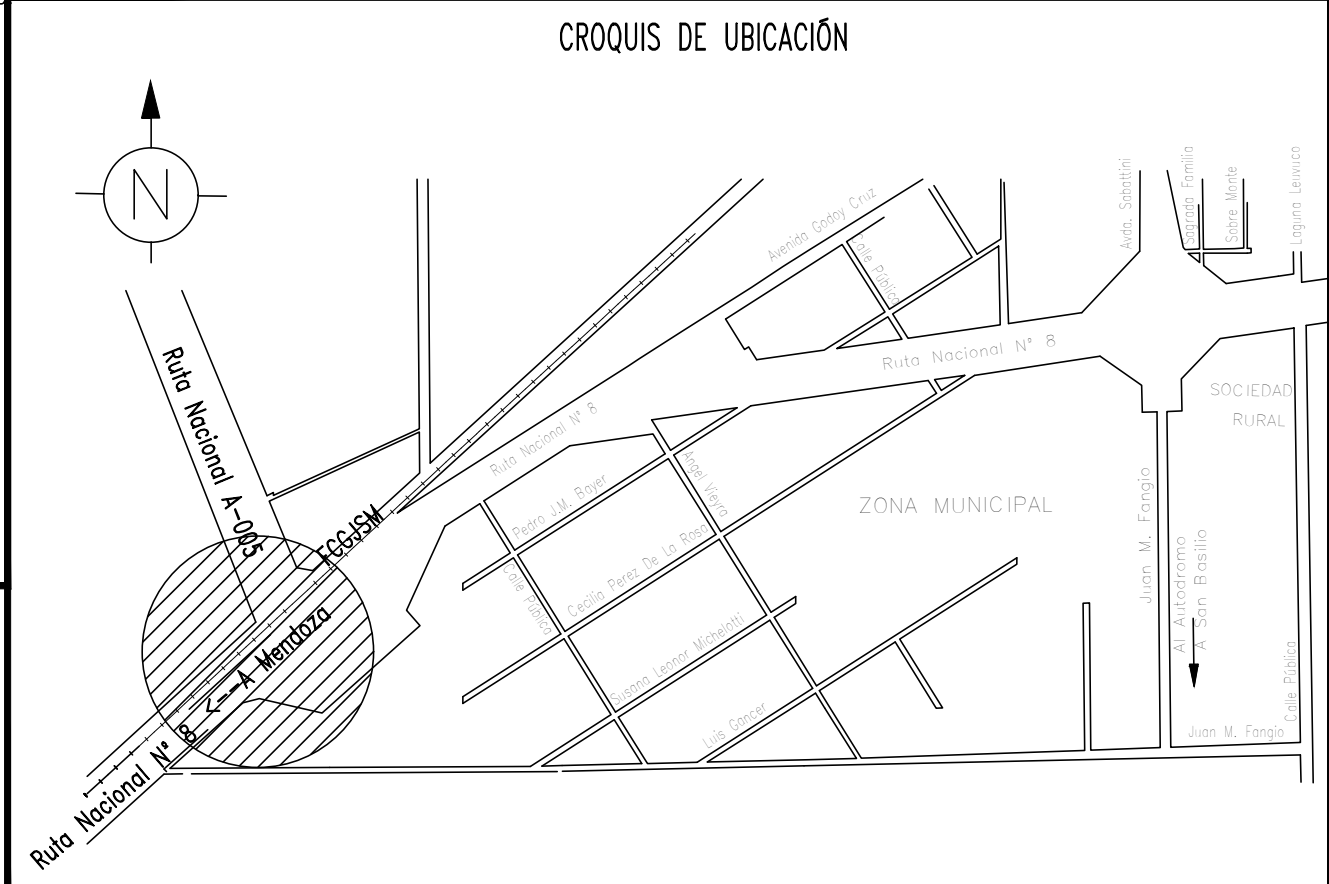 CROQUIS DE UBICACIÓN
N
Avda. Sabattini
Sagrada Familia
Sobre Monte
Laguna Leuvuco
Avenida Godoy Cruz
Calle Pública
Ruta Nacional N° 8
Ruta Nacional A-005
Ruta Nacional N° 8
SOCIEDAD
RURAL
Pedro J.M. Boyer
Angel Vieyra
ZONA MUNICIPAL
Juan M. Fangio
FCGJSM
Cecilia Perez De La Rosa
Calle Pública
Al Autodromo
A San Basilio
<--A Mendoza
Susana Leonor Michelotti
Luis Gancer
Calle Pública
Juan M. Fangio
Ruta Nacional N° 8